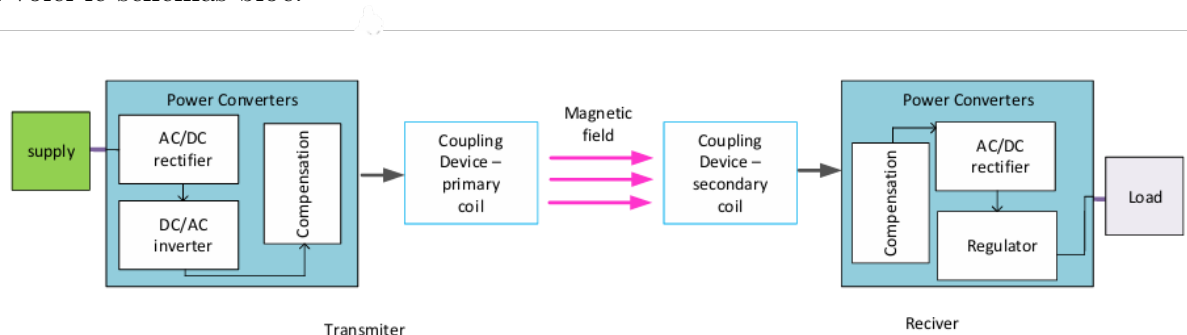 Power Converters
supply
AC/DC
rectifier
DC/AC
inverter
Compensation
Coupling
Device –
primary
coil
Magnetic
field
Coupling
Device –
secondary
coil
Power Converters
Compensation
AC/DC
rectifier
Regulator
Load
Transmiter
Reciver